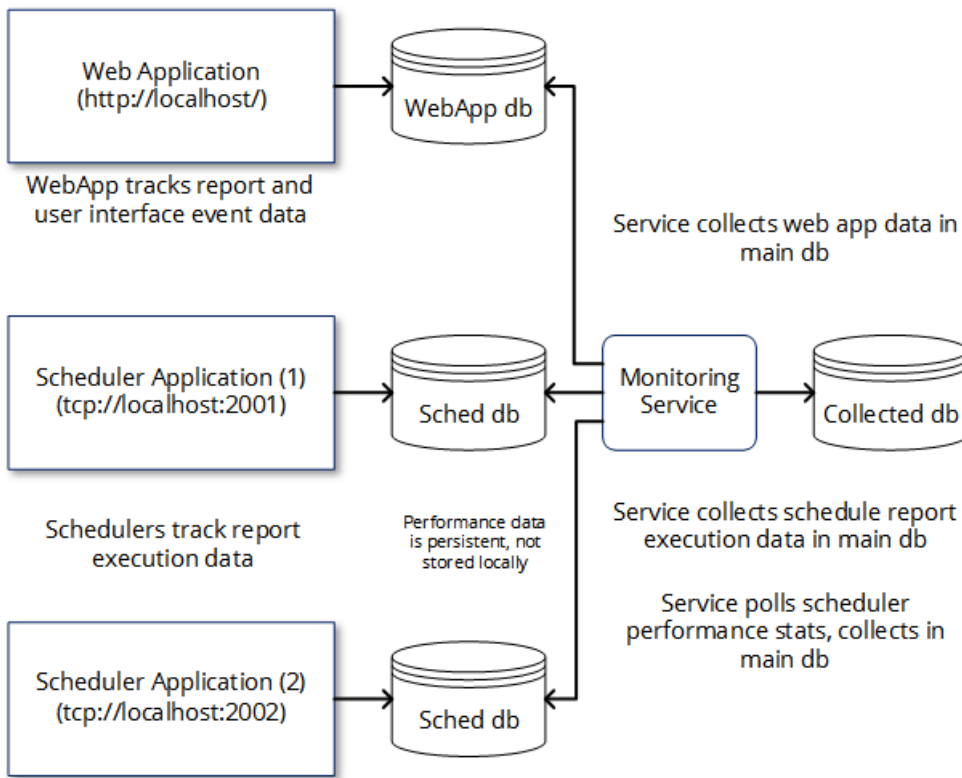 Web Application
(http://localhost/)
WebApp db
WebApp tracks report and
user interface event data
Service collects web app data in
main db
Scheduler Application (1)
(tcp://localhost:2001)
Sched db
Monitoring
Service
Collected db
Schedulers track report
execution data
Performance data
is persistent, not
stored locally
Service collects schedule report
execution data in main db
Service polls scheduler
performance stats, collects in
main db
Scheduler Application (2)
(tcp://localhost:2002)
Sched db